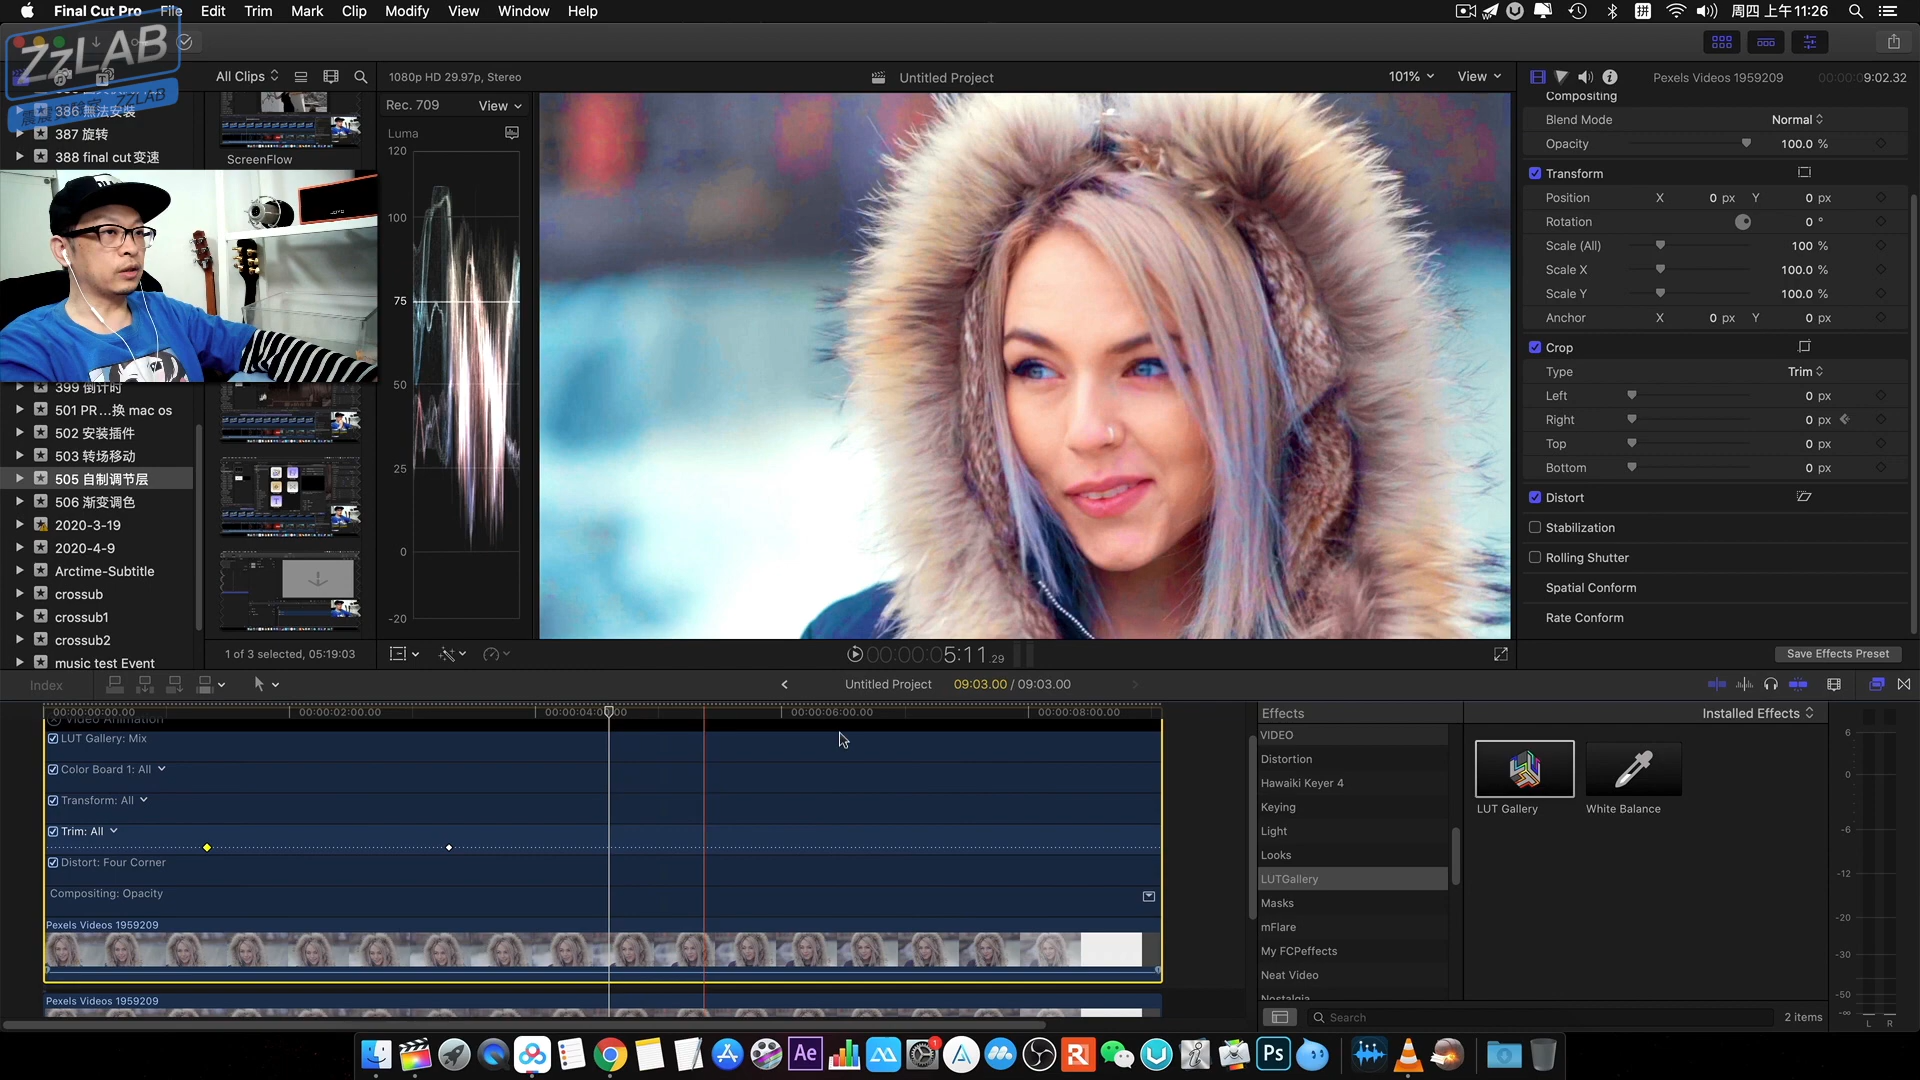 Final Cut Pro File Edit Trim Mark Clip Modify View Window Help
拼 周四 上午11:26
ZzLAB
ZZLAB
All Clips
1080p HD 29.97p, Stereo
Untitled Project
101%
View
Pexels Videos 1959209
9:02.32
386 無法安裝
387 旋转
388 final cut 变速
ScreenFlow
Rec. 709
View
Luma
120
100
75
50
25
0
-20
399 倒计时
501 PR...换 mac os
502 安装插件
503 转场移动
505 自制调节层
506 渐变调色
2020-3-19
2020-4-9
Arctime-Subtitle
crossub
crossub1
crossub2
music test Event
1 of 3 selected, 05:19:03
00:00:05:11.29
Compositing
Blend Mode Normal
Opacity 100.0 %
Transform
Position X 0 px Y 0 px
Rotation 0 °
Scale (All) 100 %
Scale X 100.0 %
Scale Y 100.0 %
Anchor X 0 px Y 0 px
Crop
Type Trim
Left 0 px
Right 0 px
Top 0 px
Bottom 0 px
Distort
Stabilization
Rolling Shutter
Spatial Conform
Rate Conform
Save Effects Preset
Index
Untitled Project
09:03.00 / 09:03.00
00:00:00:00.00
00:00:02:00.00
00:00:06:00.00
00:00:08:00.00
Video Animation
LUT Gallery: Mix
Color Board 1: All
Transform: All
Trim: All
Distort: Four Corner
Compositing: Opacity
Pexels Videos 1959209
Pexels Videos 1959209
Effects
Installed Effects
VIDEO
Distortion
Hawaiki Keyer 4
Keying
Light
Looks
LUTGallery
Masks
mFlare
My FCPeffects
Neat Video
Nostalgia
LUT Gallery
White Balance
Search
2 items
6
0
-6
-12
-20
-30
-50
-∞
L R
Ae
Ps